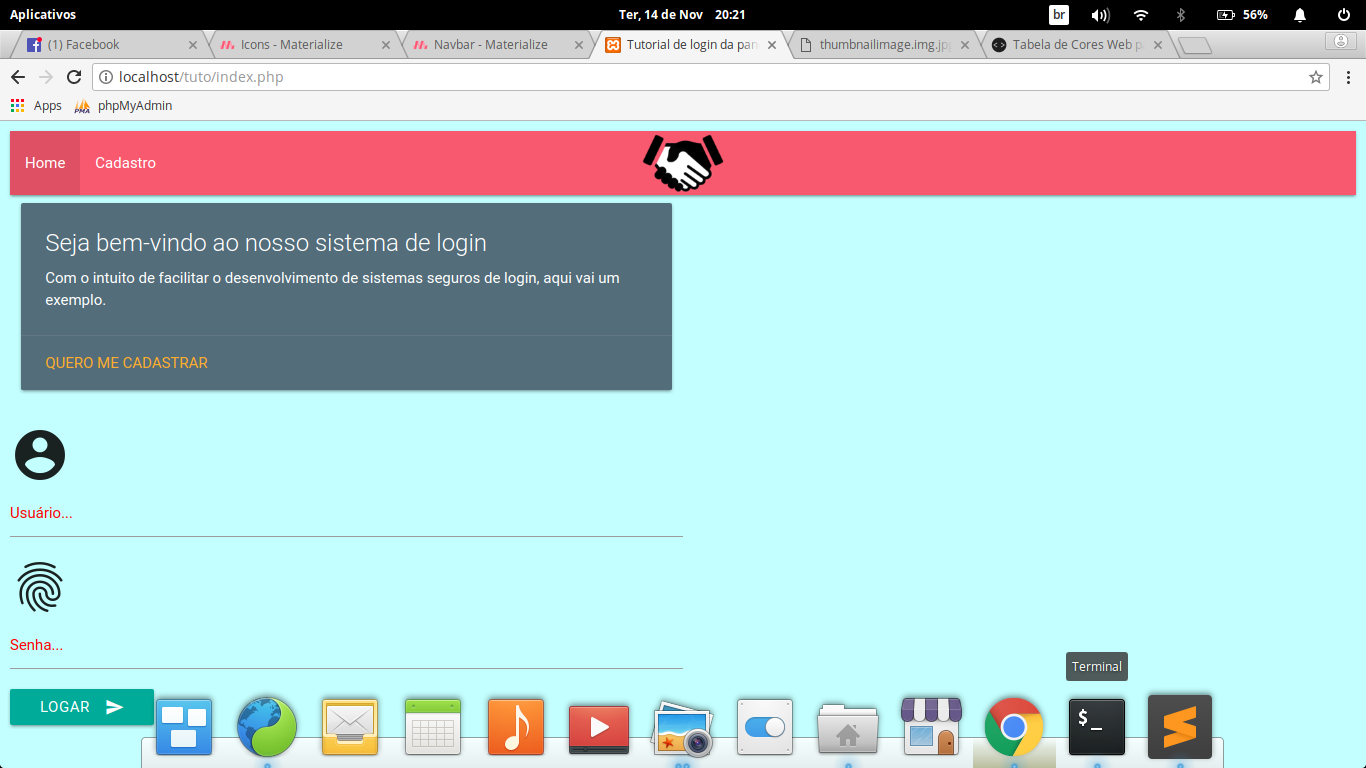 Aplicativos
Ter, 14 de Nov 20:21
br
56%
(1) Facebook
Icons - Materialize
Navbar - Materialize
Tutorial de login da
thumbnailimage.img.jp
Tabela de Cores Web
localhost/tuto/index.php
Apps
phpMyAdmin
Home
Cadastro
Seja bem-vindo ao nosso sistema de login
Com o intuito de facilitar o desenvolvimento de sistemas seguros de login, aqui vai um
exemplo.
QUERO ME CADASTRAR
Usuário...
Senha...
LOGAR
Terminal
$_